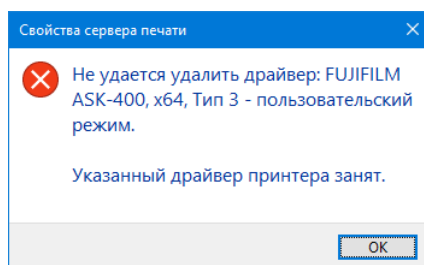 Свойства сервера печати
Не удается удалить драйвер: FUJIFILM
ASK-400, x64, Тип 3 - пользовательский
режим.
Указанный драйвер принтера занят.
ОК